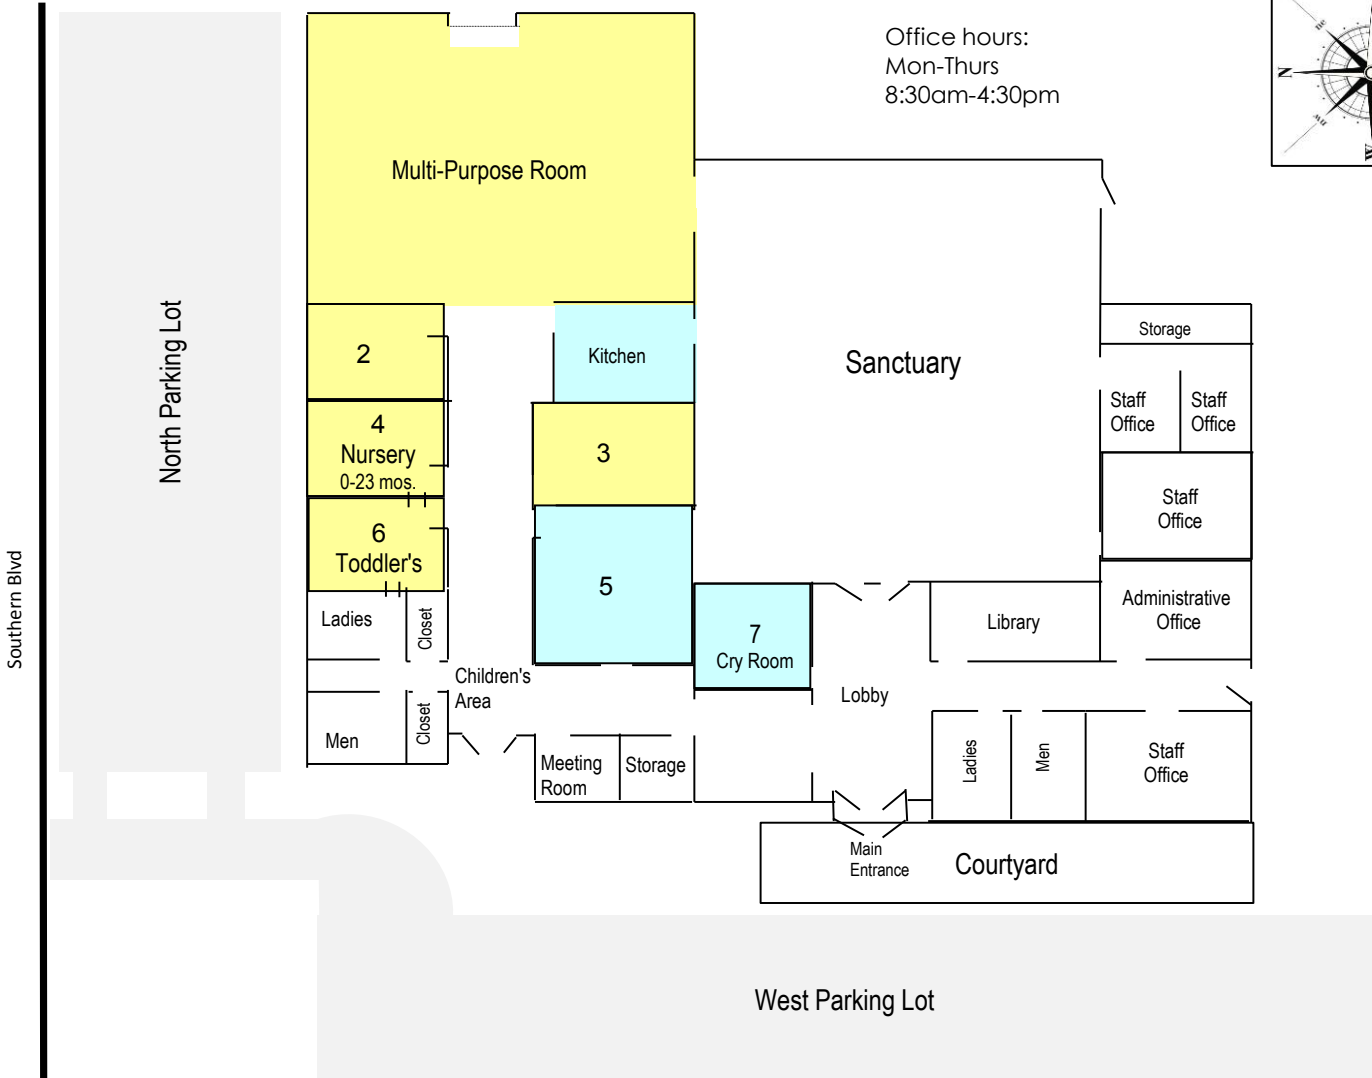 Office hours:
Mon-Thurs
8:30am-4:30pm
N
Multi-Purpose Room
North Parking Lot
2
Kitchen
Sanctuary
Storage
Staff
Office
Staff
Office
4
Nursery
0-23 mos.
3
Staff
Office
6
Toddler's
5
Southern Blvd
Ladies
Closet
7
Cry Room
Library
Administrative
Office
Children's
Area
Lobby
Men
Closet
Meeting
Room
Storage
Ladies
Men
Staff
Office
Main
Entrance
Courtyard
West Parking Lot